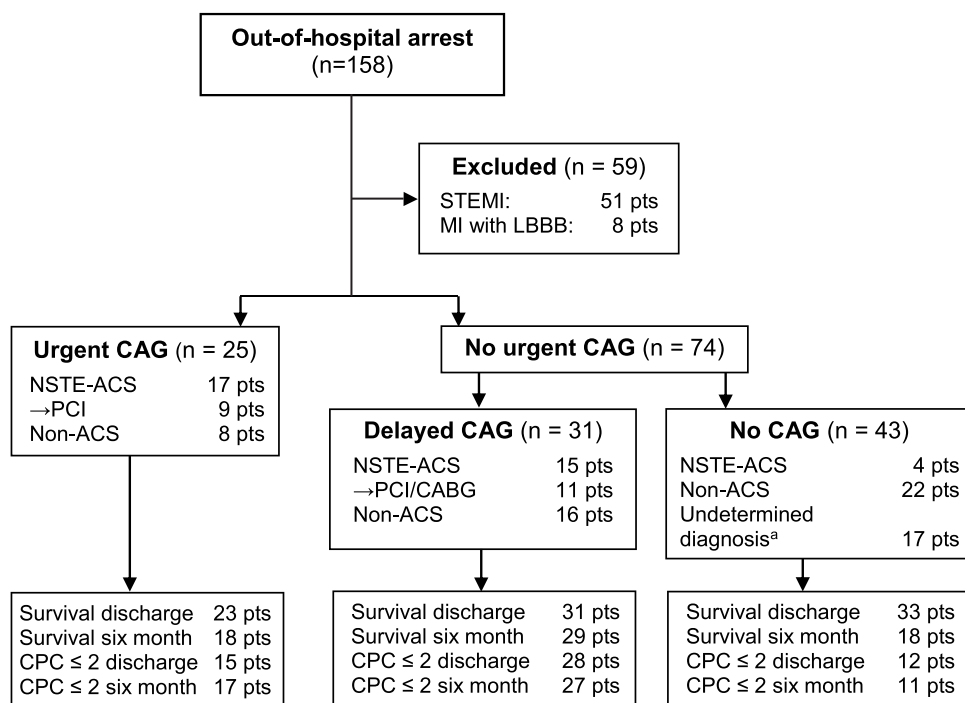 Out-of-hospital arrest
(n=158)
Excluded (n = 59)
STEMI: 51 pts
MI with LBBB: 8 pts
Urgent CAG (n = 25)
NSTE-ACS 17 pts
→PCI 9 pts
Non-ACS 8 pts
No urgent CAG (n = 74)
Delayed CAG (n = 31)
NSTE-ACS 15 pts
→PCI/CABG 11 pts
Non-ACS 16 pts
No CAG (n = 43)
NSTE-ACS 4 pts
Non-ACS 22 pts
Undetermined
diagnosisᵃ 17 pts
Survival discharge 23 pts
Survival six month 18 pts
CPC ≤ 2 discharge 15 pts
CPC ≤ 2 six month 17 pts
Survival discharge 31 pts
Survival six month 29 pts
CPC ≤ 2 discharge 28 pts
CPC ≤ 2 six month 27 pts
Survival discharge 33 pts
Survival six month 18 pts
CPC ≤ 2 discharge 12 pts
CPC ≤ 2 six month 11 pts